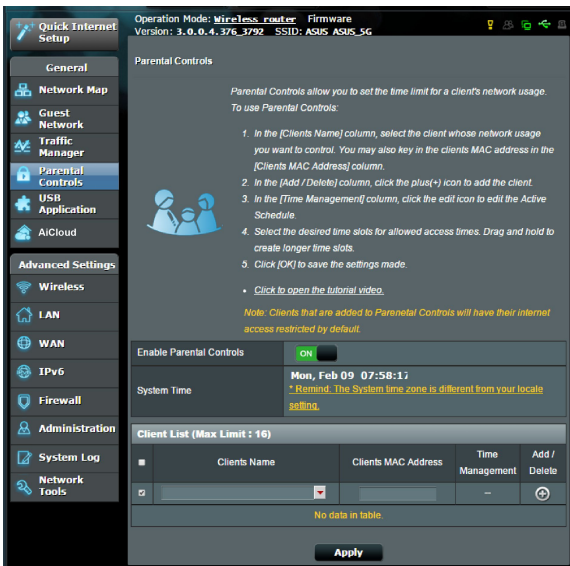 Quick Internet
Setup
Operation Mode: Wireless router Firmware
Version: 3.0.0.4.376_3792 SSID: ASUS ASUS_5G
General
Network Map
Guest
Network
Traffic
Manager
Parental
Controls
USB
Application
AiCloud
Advanced Settings
Wireless
LAN
WAN
IPv6
Firewall
Administration
System Log
Network
Tools
Parental Controls
Parental Controls allow you to set the time limit for a client's network usage.
To use Parental Controls:
1. In the [Clients Name] column, select the client whose network usage
you want to control. You may also key in the clients MAC address in the
[Clients MAC Address] column.
2. In the [Add / Delete] column, click the plus(+) icon to add the client.
3. In the [Time Management] column, click the edit icon to edit the Active
Schedule.
4. Select the desired time slots for allowed access times. Drag and hold to
create longer time slots.
5. Click [OK] to save the settings made.
• Click to open the tutorial video.
Note: Clients that are added to Parenetal Controls will have their internet
access restricted by default.
Enable Parental Controls ON
System Time
Mon, Feb 09 07:58:17
* Remind: The System time zone is different from your locale
setting.
Client List (Max Limit : 16)
Clients Name Clients MAC Address Time
Management Add /
Delete
--
No data in table.
Apply